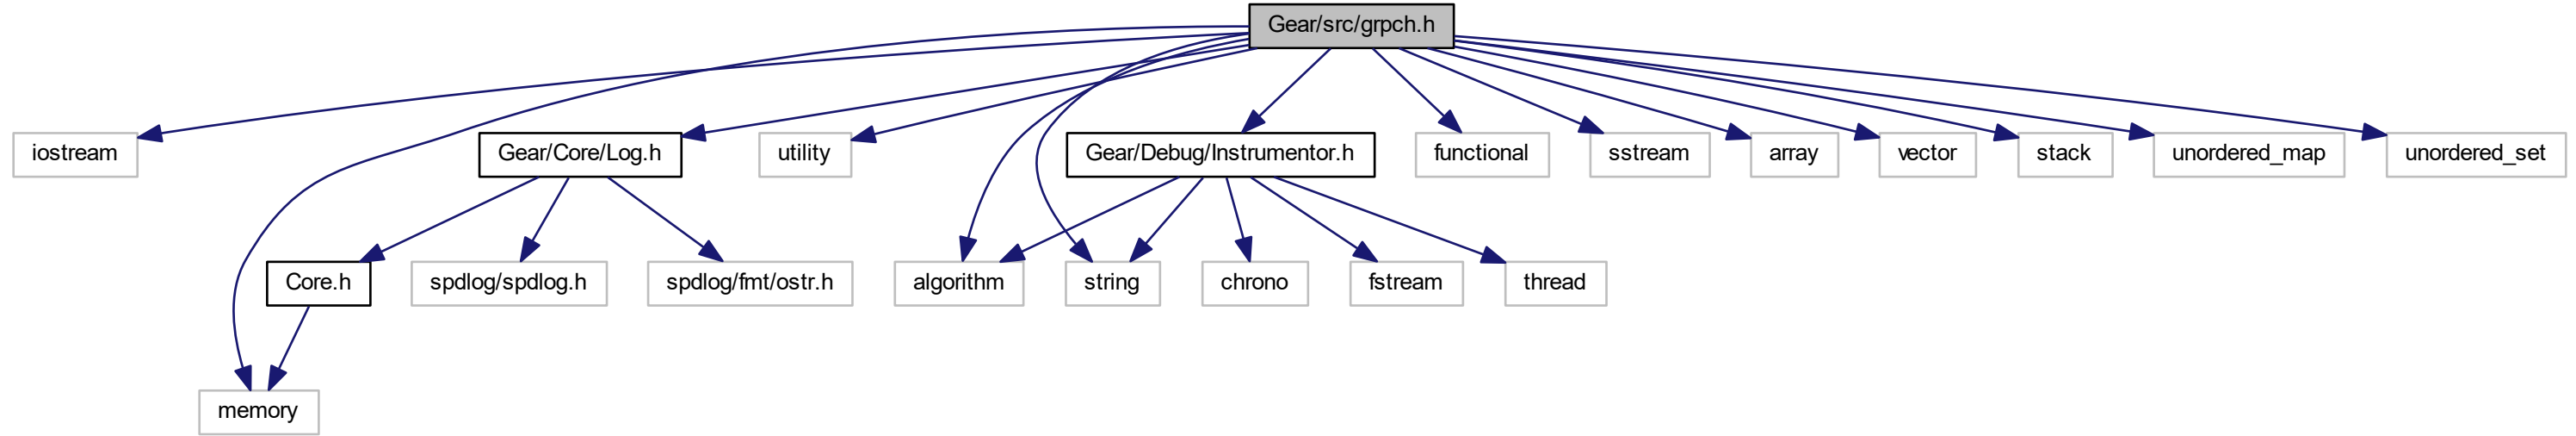 Gear/src/grpch.h
iostream
Gear/Core/Log.h
utility
Gear/Debug/Instrumentor.h
functional
sstream
array
vector
stack
unordered_map
unordered_set
Core.h
spdlog/spdlog.h
spdlog/fmt/ostr.h
algorithm
string
chrono
fstream
thread
memory